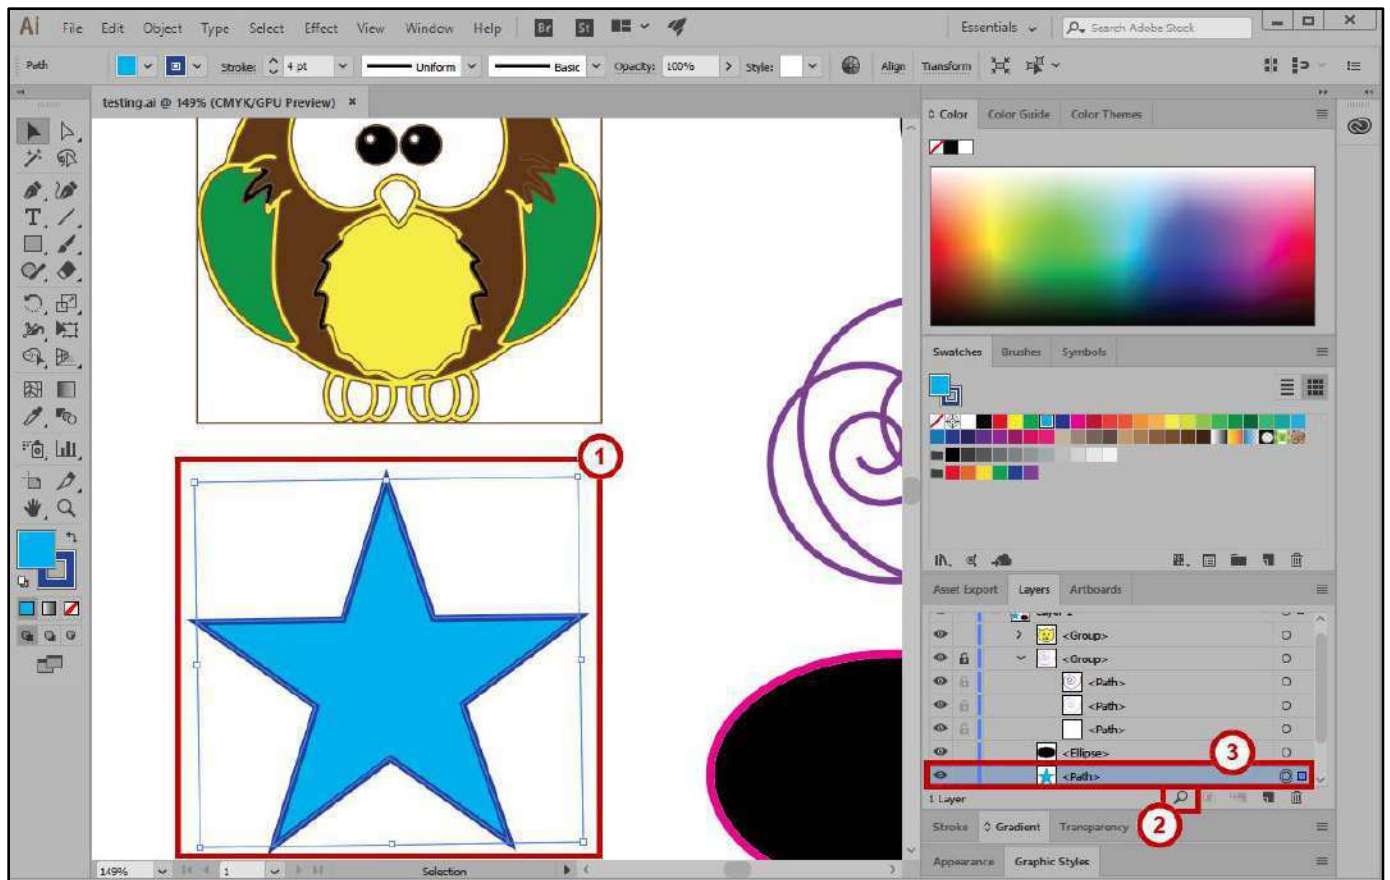 Ai File Edit Object Type Select Effect View Window Help Br St Essentials Search Adobe Stock
Path Stroke: 4 pt Uniform Basic Opacity: 100% Style: Align Transform
testing.ai @ 149% (CMYK/GPU Preview) ×
Color Color Guide Color Themes
Swatches Brushes Symbols
1
Asset Export Layers Artboards
Layer 1
<Group>
<Group>
<Path>
<Path>
<Path>
<Ellipse>
3
<Path>
1 Layer
2
Stroke Gradient Transparency
Appearance Graphic Styles
149% 1 Selection